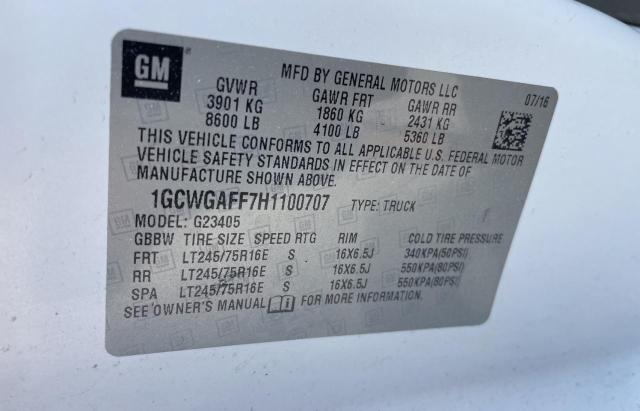 GM
MFD BY GENERAL MOTORS LLC
07/16
GVWR GAWR FRT GAWR RR
3901 KG 1860 KG 2431 KG
8600 LB 4100 LB 5360 LB
THIS VEHICLE CONFORMS TO ALL APPLICABLE U.S. FEDERAL MOTOR
VEHICLE SAFETY STANDARDS IN EFFECT ON THE DATE OF
MANUFACTURE SHOWN ABOVE.
1GCWGAFF7H1100707 TYPE: TRUCK
MODEL: G23405
GBBW TIRE SIZE SPEED RTG RIM COLD TIRE PRESSURE
FRT LT245/75R16E S 16X6.5J 340KPA(50PSI)
RR LT245/75R16E S 16X6.5J 550KPA(80PSI)
SPA LT245/75R16E S 16X6.5J 550KPA(80PSI)
SEE OWNER'S MANUAL FOR MORE INFORMATION.